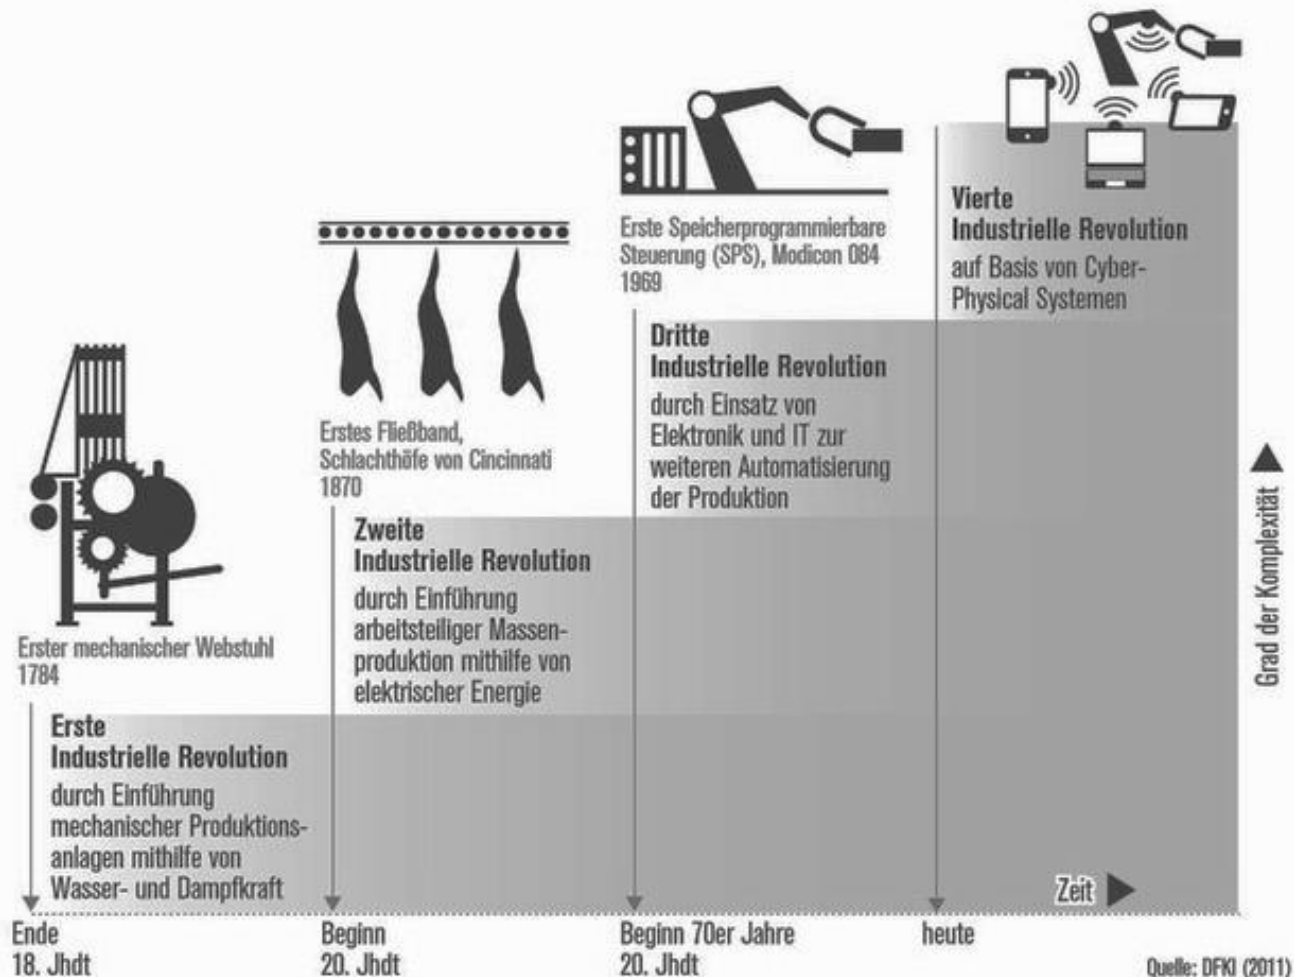 Erster mechanischer Webstuhl
1784
Erste
Industrielle Revolution
durch Einführung
mechanischer Produktions-
anlagen mithilfe von
Wasser- und Dampfkraft
Ende
18. Jhdt
Erstes Fließband,
Schlachthöfe von Cincinnati
1870
Zweite
Industrielle Revolution
durch Einführung
arbeitsteiliger Massen-
produktion mithilfe von
elektrischer Energie
Beginn
20. Jhdt
Erste Speicherprogrammierbare
Steuerung (SPS), Modicon 084
1969
Dritte
Industrielle Revolution
durch Einsatz von
Elektronik und IT zur
weiteren Automatisierung
der Produktion
Beginn 70er Jahre
20. Jhdt
Vierte
Industrielle Revolution
auf Basis von Cyber-
Physical Systemen
heute
Zeit
Grad der Komplexität
Quelle: DFKI (2011)